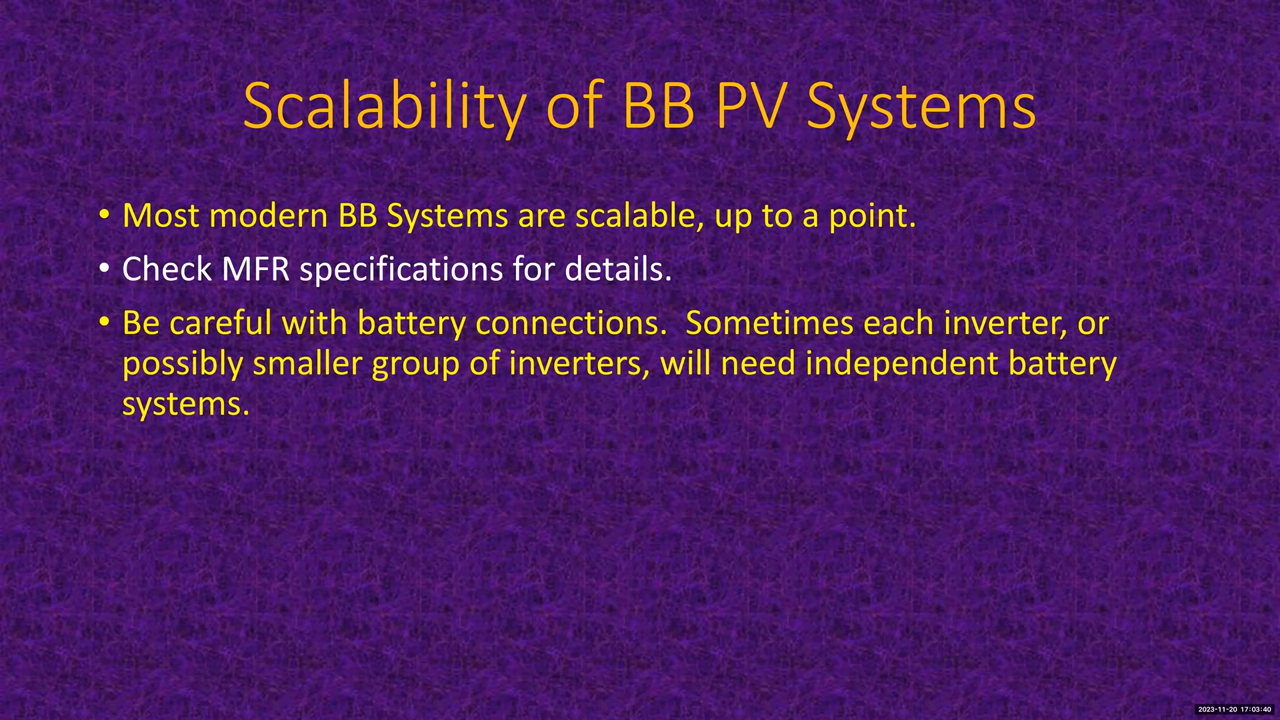 Scalability of BB PV Systems
• Most modern BB Systems are scalable, up to a point.
• Check MFR specifications for details.
• Be careful with battery connections.  Sometimes each inverter, or
possibly smaller group of inverters, will need independent battery
systems.
2023-11-20 17:03:40